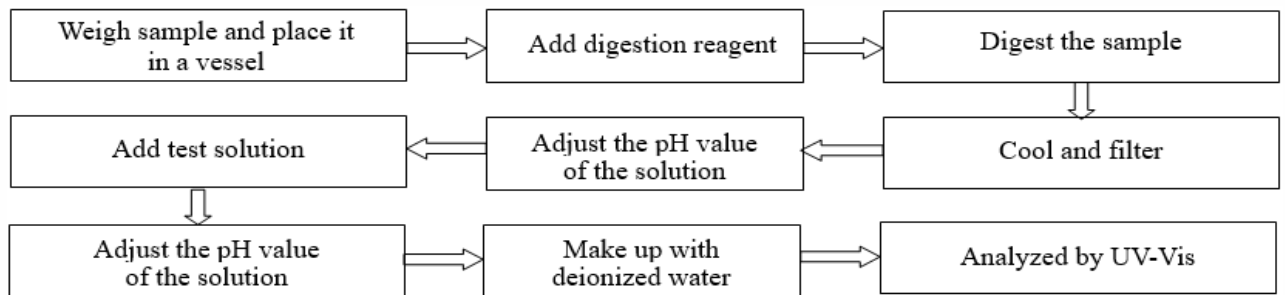 Weigh sample and place it
in a vessel
Add digestion reagent
Digest the sample
Cool and filter
Adjust the pH value
of the solution
Add test solution
Adjust the pH value
of the solution
Make up with
deionized water
Analyzed by UV-Vis